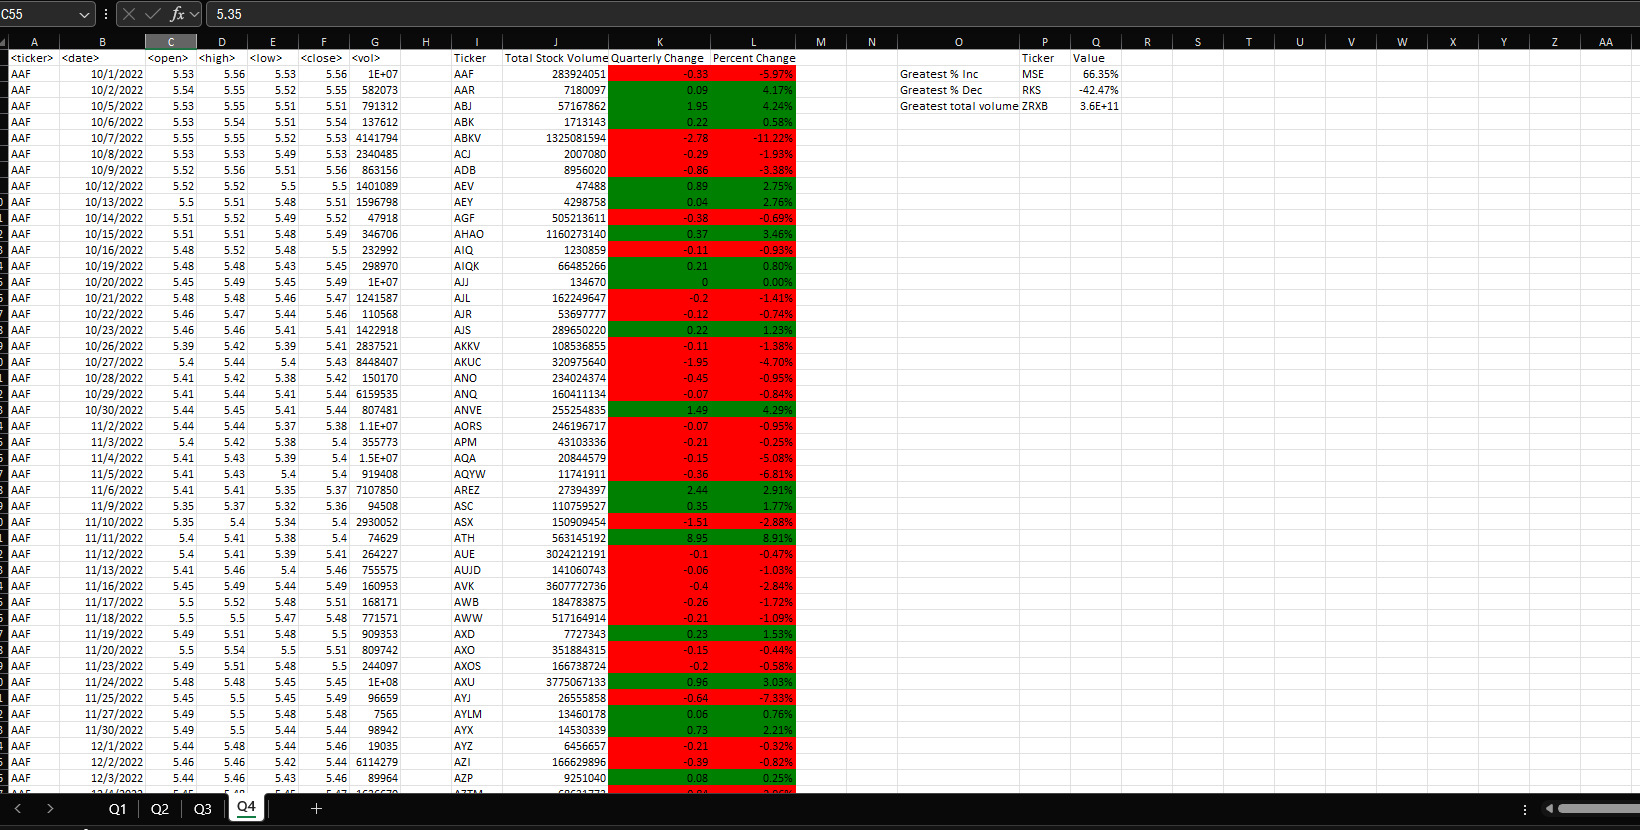 C55 fx 5.35
A B C D E F G H I J K L M N O P Q R S T U V W X Y Z AA
<ticker> <date> <open> <high> <low> <close> <vol> Ticker Total Stock Volume Quarterly Change Percent Change Ticker Value
AAF 10/1/2022 5.53 5.56 5.53 5.56 1E+07 AAF 283924051 -0.33 -5.97% Greatest % Inc MSE 66.35%
AAF 10/2/2022 5.54 5.55 5.52 5.55 582073 AAR 7180097 0.09 4.17% Greatest % Dec RKS -42.47%
AAF 10/5/2022 5.53 5.55 5.51 5.51 791312 ABJ 57167862 1.95 4.24% Greatest total volume ZRXB 3.6E+11
AAF 10/6/2022 5.53 5.54 5.51 5.54 137612 ABK 1713143 0.22 0.58%
AAF 10/7/2022 5.55 5.55 5.52 5.53 4141794 ABKV 1325081594 -2.78 -11.22%
AAF 10/8/2022 5.53 5.53 5.49 5.53 2340485 ACJ 2007080 -0.29 -1.93%
AAF 10/9/2022 5.52 5.56 5.51 5.56 863156 ADB 8956020 -0.86 -3.38%
AAF 10/12/2022 5.52 5.52 5.5 5.5 1401089 AEV 47488 0.89 2.75%
AAF 10/13/2022 5.5 5.51 5.48 5.51 1596798 AEY 4298758 0.04 2.76%
AAF 10/14/2022 5.51 5.52 5.49 5.52 47918 AGF 505213611 -0.38 -0.69%
AAF 10/15/2022 5.51 5.51 5.48 5.49 346706 AHAO 1160273140 0.37 3.46%
AAF 10/16/2022 5.48 5.52 5.48 5.5 232992 AIQ 1230859 -0.11 -0.93%
AAF 10/19/2022 5.48 5.48 5.43 5.45 298970 AIQK 66485266 0.21 0.80%
AAF 10/20/2022 5.45 5.49 5.45 5.49 1E+07 AJJ 134670 0 0.00%
AAF 10/21/2022 5.48 5.48 5.46 5.47 1241587 AJL 162249647 -0.2 -1.41%
AAF 10/22/2022 5.46 5.47 5.44 5.46 110568 AJR 53697777 -0.12 -0.74%
AAF 10/23/2022 5.46 5.46 5.41 5.41 1422918 AJS 289650220 0.22 1.23%
AAF 10/26/2022 5.39 5.42 5.39 5.41 2837521 AKKV 108536855 -0.11 -1.38%
AAF 10/27/2022 5.4 5.44 5.4 5.43 8448407 AKUC 320975640 -1.95 -4.70%
AAF 10/28/2022 5.41 5.42 5.38 5.42 150170 ANO 234024374 -0.45 -0.95%
AAF 10/29/2022 5.41 5.44 5.41 5.44 6159535 ANQ 160411134 -0.07 -0.84%
AAF 10/30/2022 5.44 5.45 5.41 5.44 807481 ANVE 255254835 1.49 4.29%
AAF 11/2/2022 5.44 5.44 5.37 5.38 1.1E+07 AORS 246196717 -0.07 -0.95%
AAF 11/3/2022 5.4 5.42 5.38 5.4 355773 APM 43103336 -0.21 -0.25%
AAF 11/4/2022 5.41 5.43 5.39 5.4 1.5E+07 AQA 20844579 -0.15 -5.08%
AAF 11/5/2022 5.41 5.43 5.4 5.4 919408 AQYW 11741911 -0.36 -6.81%
AAF 11/6/2022 5.41 5.41 5.35 5.37 7107850 AREZ 27394397 2.44 2.91%
AAF 11/9/2022 5.35 5.37 5.32 5.36 94508 ASC 110759527 0.35 1.77%
AAF 11/10/2022 5.35 5.4 5.34 5.4 2930052 ASX 150909454 -1.51 -2.88%
AAF 11/11/2022 5.4 5.41 5.38 5.4 74629 ATH 563145192 8.95 8.91%
AAF 11/12/2022 5.4 5.41 5.39 5.41 264227 AUE 3024212191 -0.1 -0.47%
AAF 11/13/2022 5.41 5.46 5.4 5.46 755575 AUJD 141060743 -0.06 -1.03%
AAF 11/16/2022 5.45 5.49 5.44 5.49 160953 AVK 3607772736 -0.4 -2.84%
AAF 11/17/2022 5.5 5.52 5.48 5.51 168171 AWB 184783875 -0.26 -1.72%
AAF 11/18/2022 5.5 5.5 5.47 5.48 771571 AWW 517164914 -0.21 -1.09%
AAF 11/19/2022 5.49 5.51 5.48 5.5 909353 AXD 7727343 0.23 1.53%
AAF 11/20/2022 5.5 5.54 5.5 5.51 809742 AXO 351884315 -0.15 -0.44%
AAF 11/23/2022 5.49 5.51 5.48 5.5 244097 AXOS 166738724 -0.2 -0.58%
AAF 11/24/2022 5.48 5.48 5.45 5.45 1E+08 AXU 3775067133 0.96 3.03%
AAF 11/25/2022 5.45 5.5 5.45 5.49 96659 AYJ 26555858 -0.64 -7.33%
AAF 11/27/2022 5.49 5.5 5.48 5.48 7565 AYLM 13460178 0.06 0.76%
AAF 11/30/2022 5.49 5.5 5.44 5.44 98942 AYX 14530339 0.73 2.21%
AAF 12/1/2022 5.44 5.48 5.44 5.46 19035 AYZ 6456657 -0.21 -0.32%
AAF 12/2/2022 5.46 5.46 5.42 5.44 6114279 AZI 166629896 -0.39 -0.82%
AAF 12/3/2022 5.44 5.46 5.43 5.46 89964 AZP 9251040 0.08 0.25%
Q1 Q2 Q3 Q4